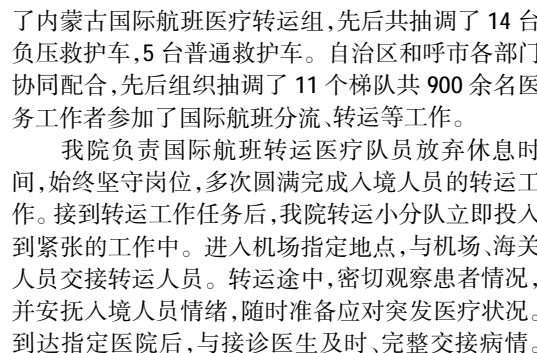 了内蒙古国际航班医疗转运组,先后共抽调了 14 台
负压救护车,5 台普通救护车。自治区和呼市各部门
协同配合,先后组织抽调了 11 个梯队共 900 余名医
务工作者参加了国际航班分流、转运等工作。
我院负责国际航班转运医疗队员放弃休息时
间,始终坚守岗位,多次圆满完成入境人员的转运工
作。接到转运工作任务后,我院转运小分队立即投入
到紧张的工作中。进入机场指定地点,与机场、海关
人员交接转运人员。转运途中,密切观察患者情况,
并安抚入境人员情绪,随时准备应对突发医疗状况。
到达指定医院后,与接诊医生及时、完整交接病情。